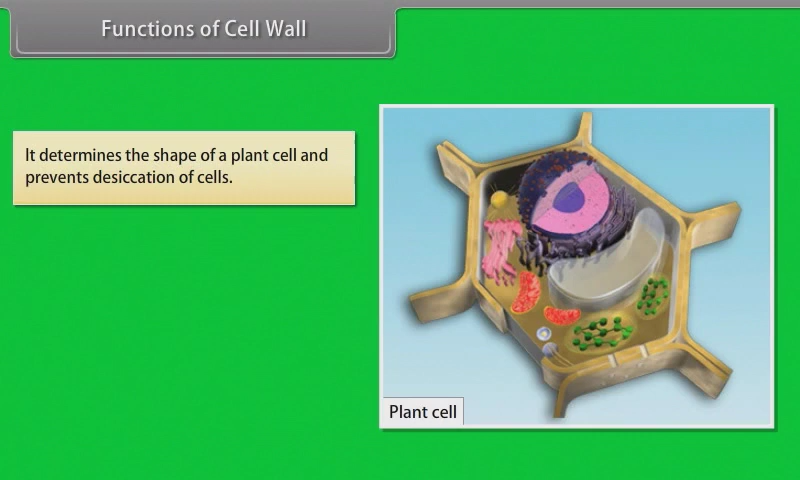 Functions of Cell Wall
It determines the shape of a plant cell and
prevents desiccation of cells.
Plant cell